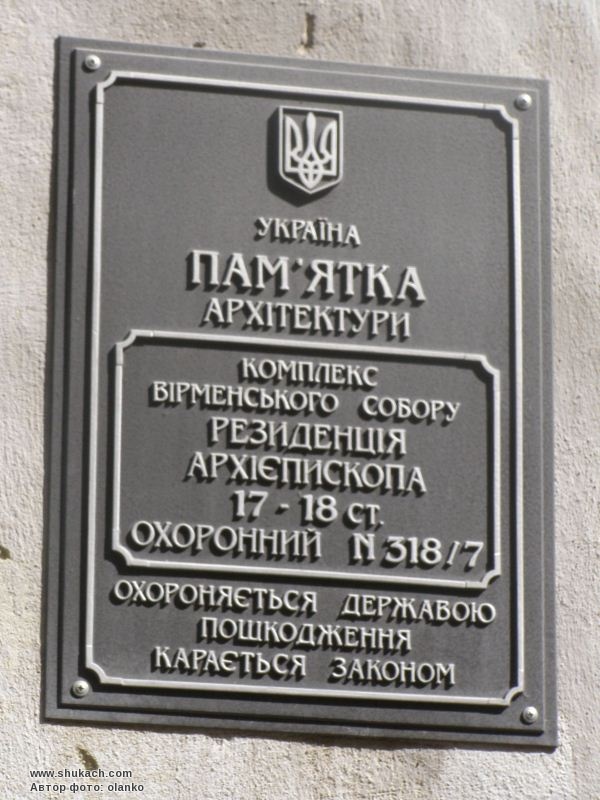 УКРАЇНА
ПАМ'ЯТКА
АРХІТЕКТУРИ
КОМПЛЕКС
ВІРМЕНСЬКОГО СОБОРУ
РЕЗИДЕНЦІЯ
АРХІЄПИСКОПА
17 - 18 СТ.
ОХОРОННИЙ N 318/7
ОХОРОНЯЄТЬСЯ ДЕРЖАВОЮ
ПОШКОДЖЕННЯ
КАРАЄТЬСЯ ЗАКОНОМ
www.shukach.com
Автор фото: olanko